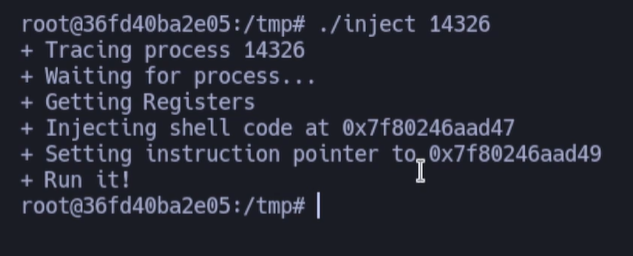 root@36fd40ba2e05:/tmp# ./inject 14326
+ Tracing process 14326
+ Waiting for process...
+ Getting Registers
+ Injecting shell code at 0x7f80246aad47
+ Setting instruction pointer to 0x7f80246aad49
+ Run it!
root@36fd40ba2e05:/tmp#